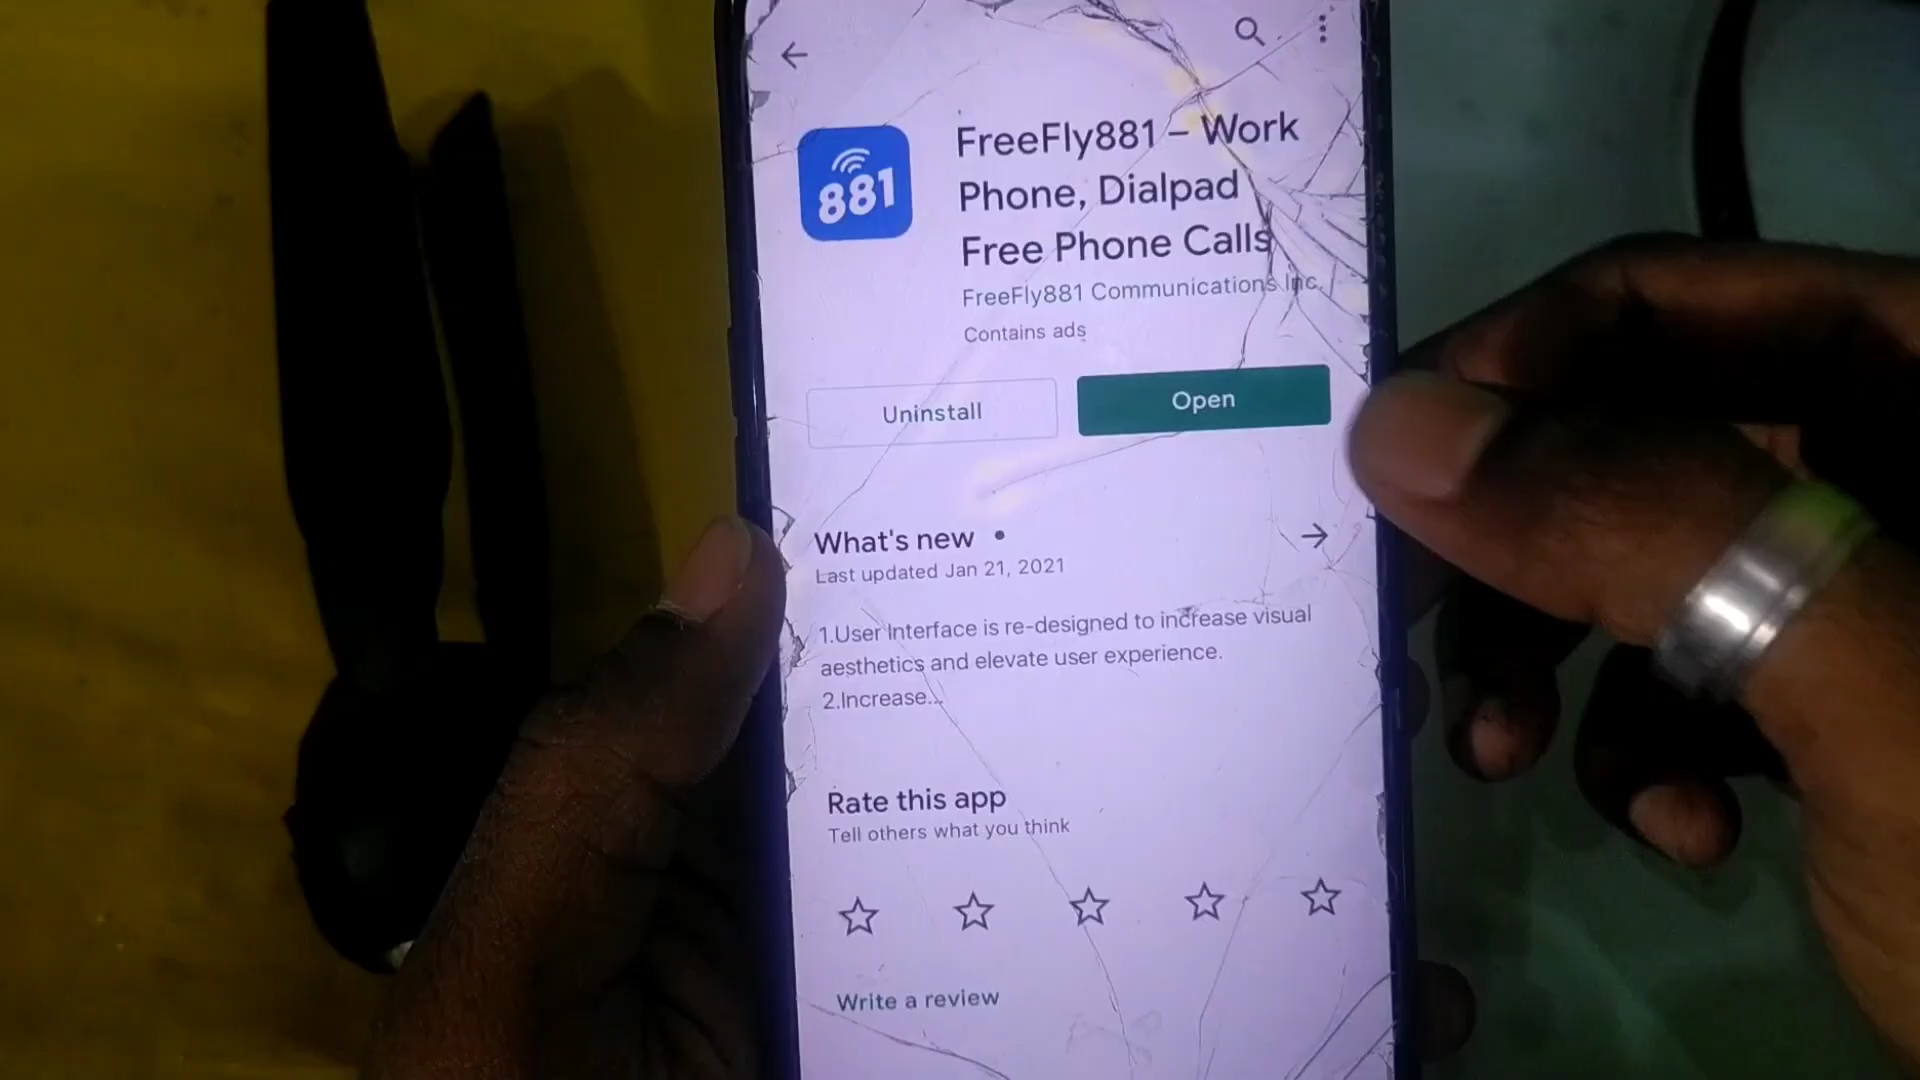 881
FreeFly881 – Work
Phone, Dialpad
Free Phone Calls
FreeFly881 Communications Inc.
Contains ads
Uninstall
Open
What's new •
Last updated Jan 21, 2021
1.User Interface is re-designed to increase visual
aesthetics and elevate user experience.
2.Increase...
Rate this app
Tell others what you think
Write a review